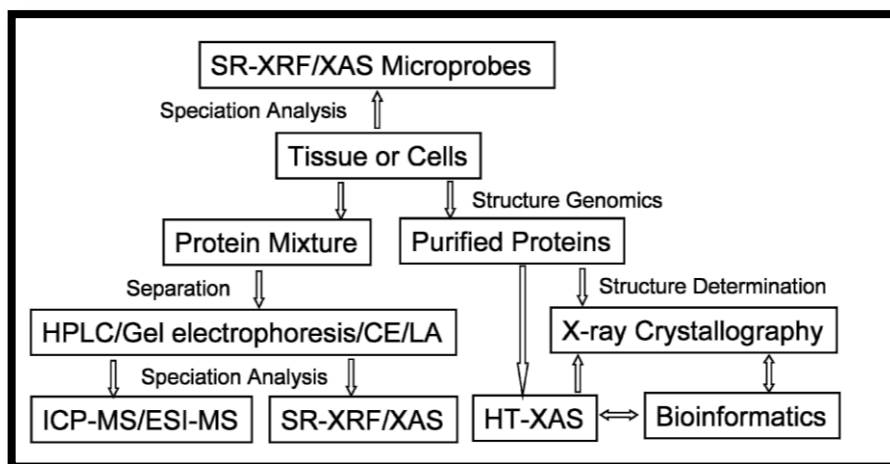 SR-XRF/XAS Microprobes
Speciation Analysis
Tissue or Cells
Structure Genomics
Protein Mixture
Purified Proteins
Separation
Structure Determination
HPLC/Gel electrophoresis/CE/LA
X-ray Crystallography
Speciation Analysis
ICP-MS/ESI-MS
SR-XRF/XAS
HT-XAS
Bioinformatics